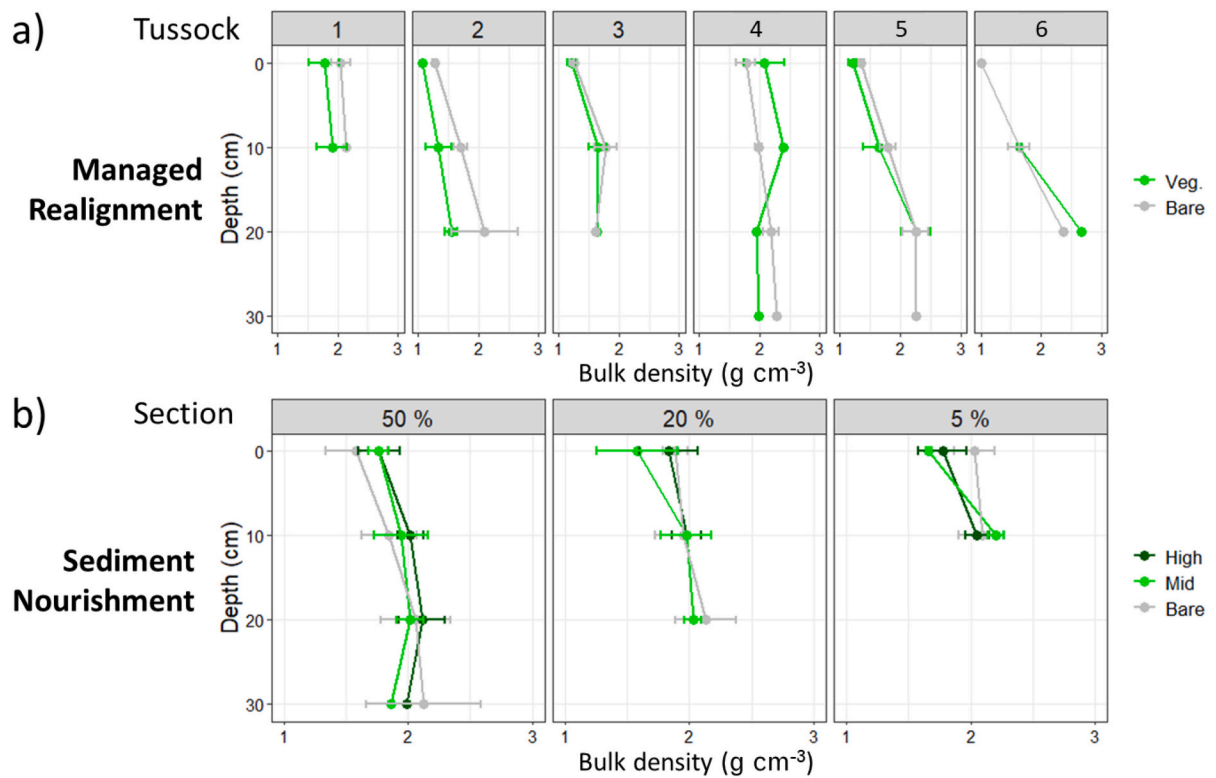 a) Tussock 1 2 3 4 5 6
0
10
20
30
Depth (cm)
Managed
Realignment
Veg.
Bare
1 2 3 1 2 3 1 2 3 1 2 3 1 2 3 1 2 3
Bulk density (g cm⁻³)
b) Section 50 % 20 % 5 %
0
10
20
30
Depth (cm)
Sediment
Nourishment
High
Mid
Bare
1 2 3 1 2 3 1 2 3
Bulk density (g cm⁻³)